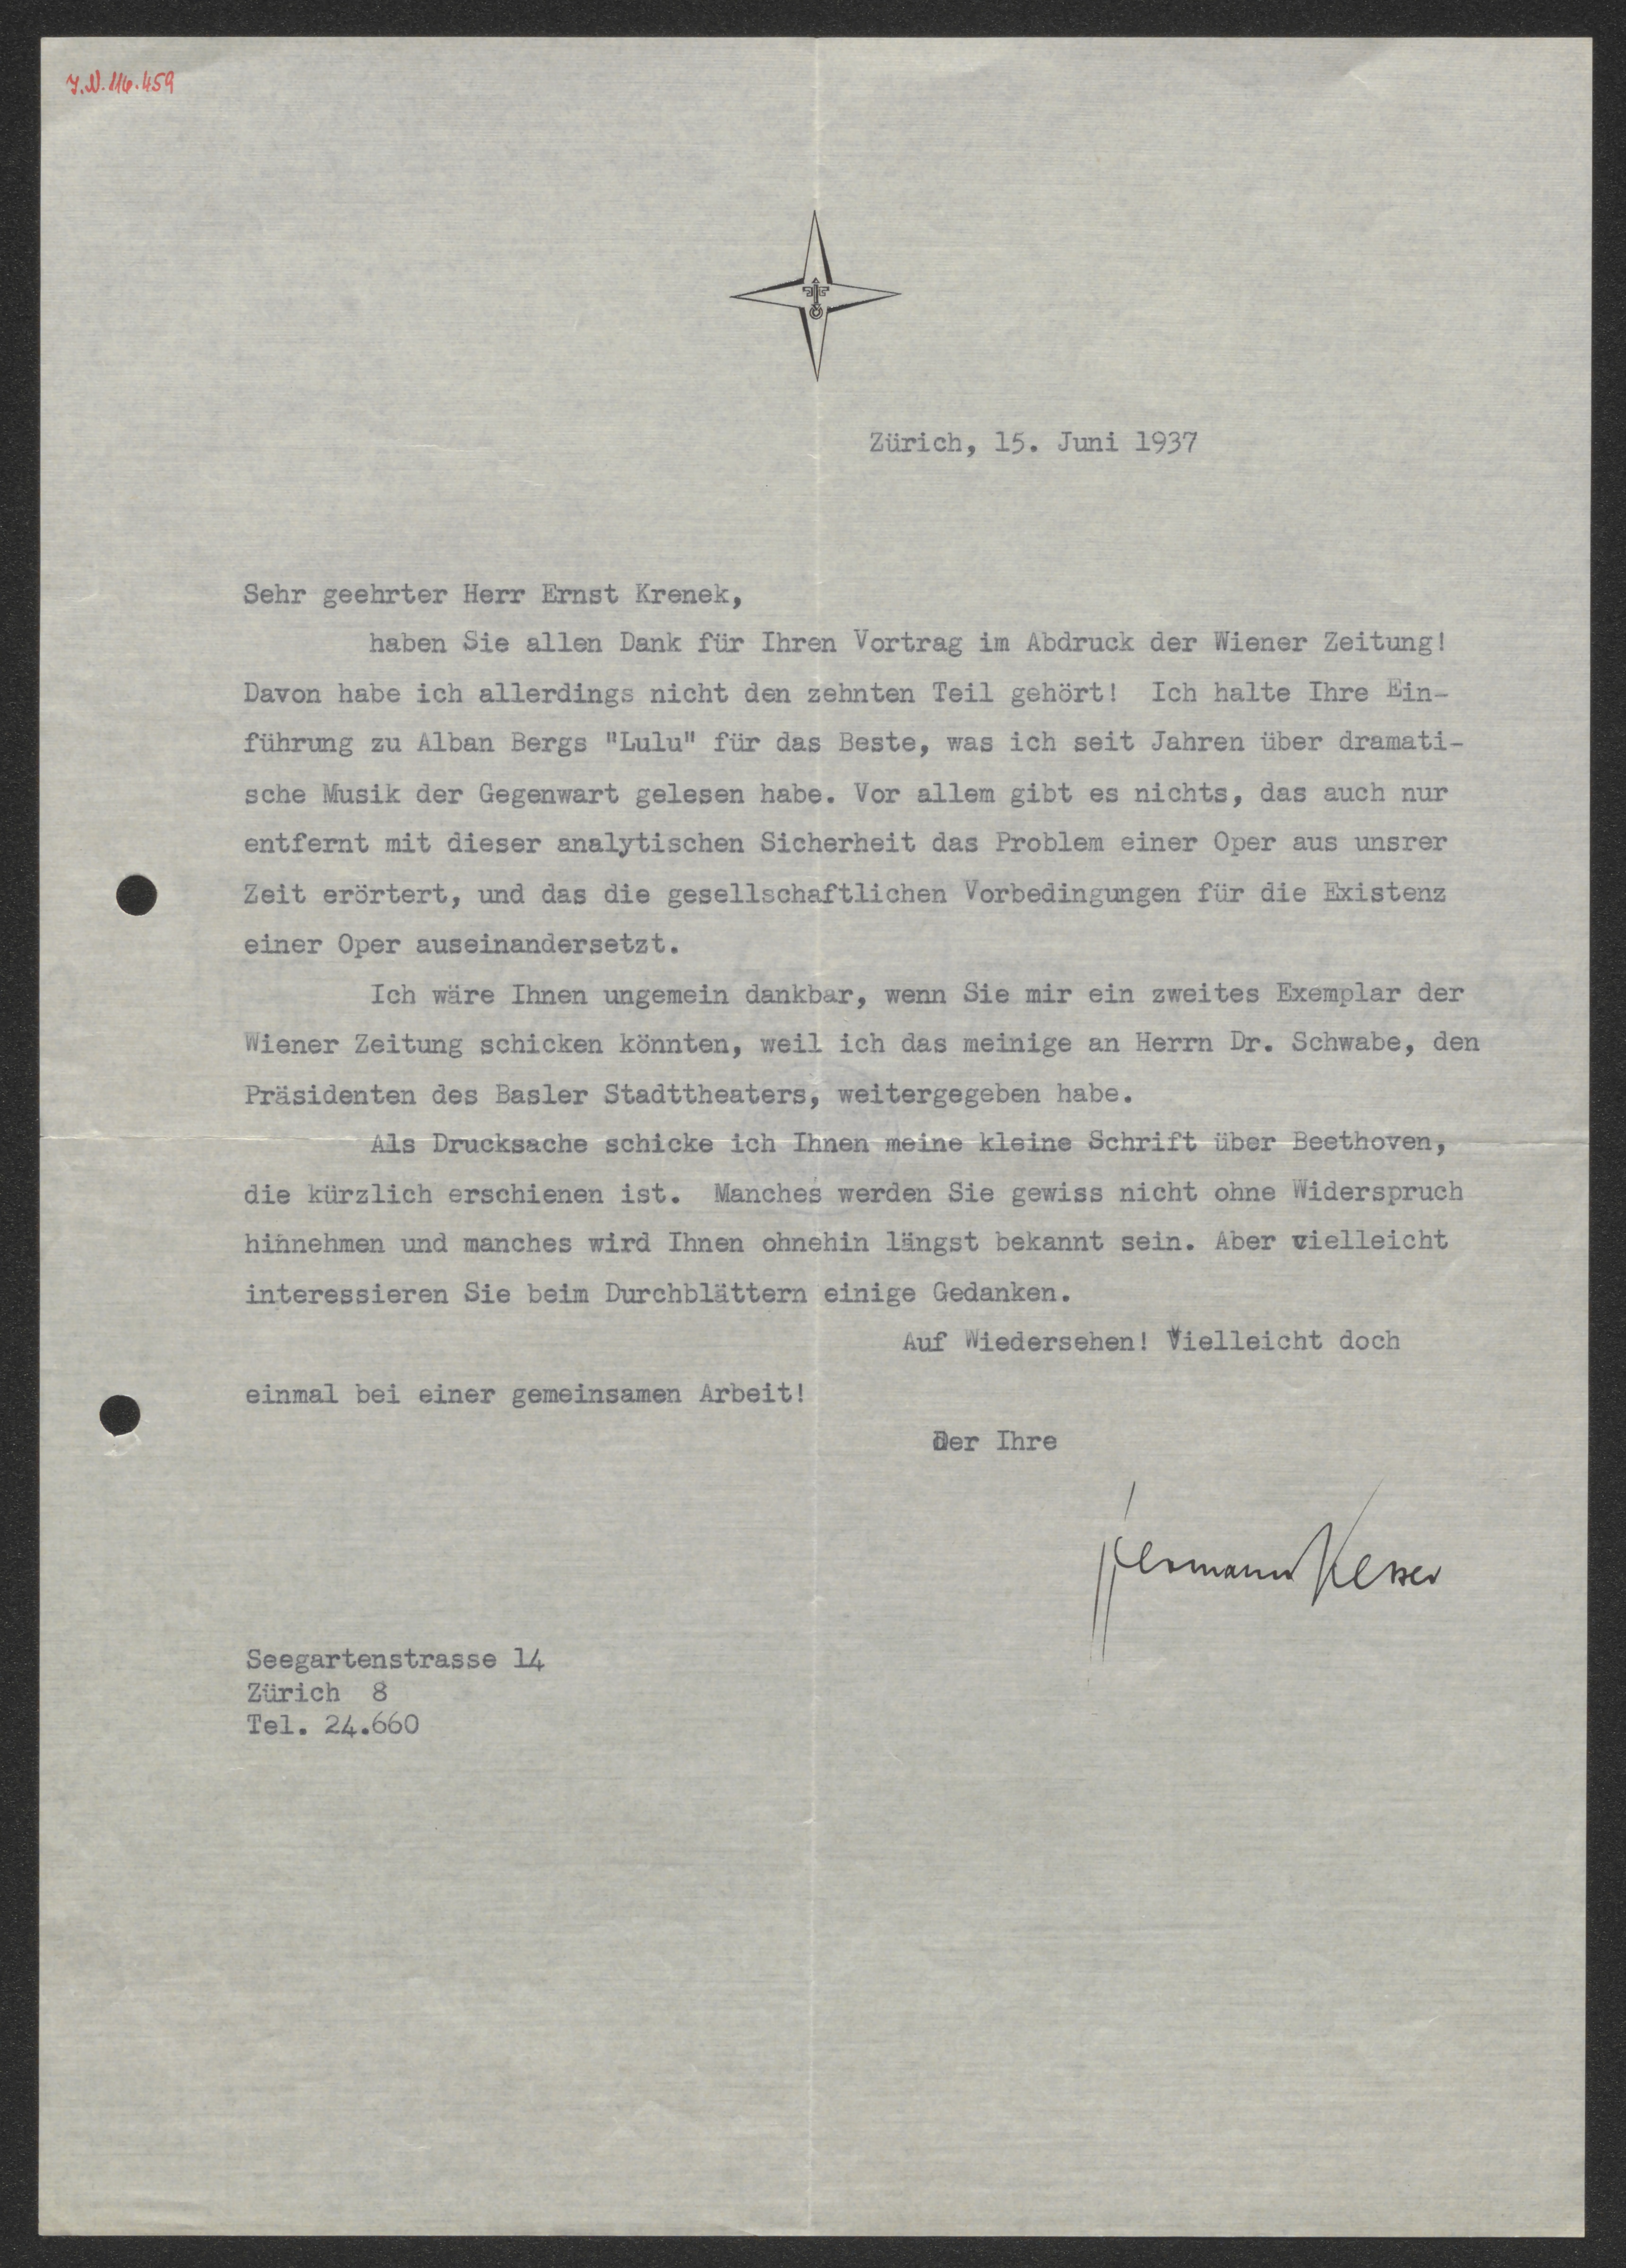 J.N. 116.459
Zürich, 15. Juni 1937
Sehr geehrter Herr Ernst Krenek,
haben Sie allen Dank für Ihren Vortrag im Abdruck der Wiener Zeitung!
Davon habe ich allerdings nicht den zehnten Teil gehört! Ich halte Ihre Ein-
führung zu Alban Bergs "Lulu" für das Beste, was ich seit Jahren über dramati-
sche Musik der Gegenwart gelesen habe. Vor allem gibt es nichts, das auch nur
entfernt mit dieser analytischen Sicherheit das Problem einer Oper aus unsrer
Zeit erörtert, und das die gesellschaftlichen Vorbedingungen für die Existenz
einer Oper auseinandersetzt.
Ich wäre Ihnen ungemein dankbar, wenn Sie mir ein zweites Exemplar der
Wiener Zeitung schicken könnten, weil ich das meinige an Herrn Dr. Schwabe, den
Präsidenten des Basler Stadttheaters, weitergegeben habe.
Als Drucksache schicke ich Ihnen meine kleine Schrift über Beethoven,
die kürzlich erschienen ist. Manches werden Sie gewiss nicht ohne Widerspruch
hinnehmen und manches wird Ihnen ohnehin längst bekannt sein. Aber vielleicht
interessieren Sie beim Durchblättern einige Gedanken.
Auf Wiedersehen! Vielleicht doch
einmal bei einer gemeinsamen Arbeit!
Der Ihre
Hermann Kesser
Seegartenstrasse 14
Zürich 8
Tel. 24.660